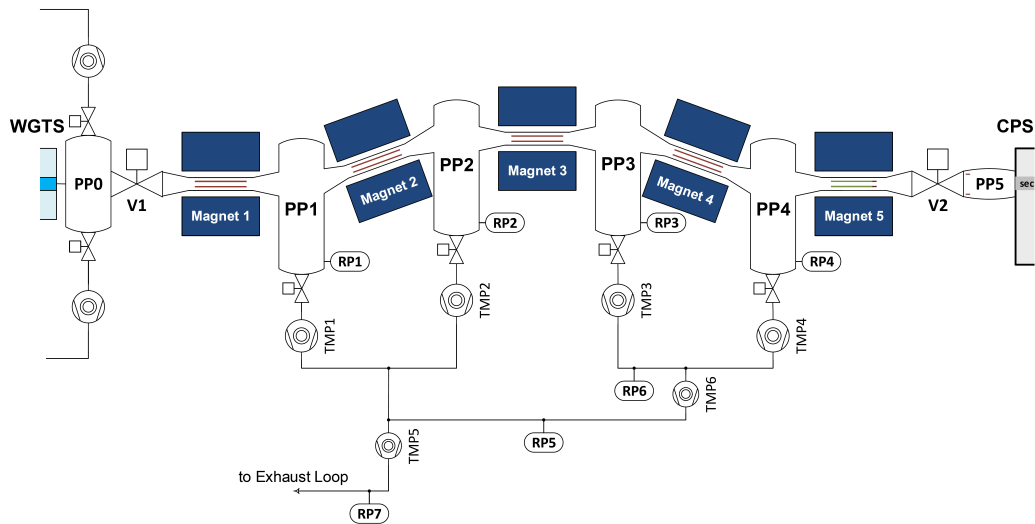 WGTS
CPS
PP0
V1
Magnet 1
PP1
Magnet 2
PP2
Magnet 3
PP3
Magnet 4
PP4
Magnet 5
V2
PP5
sec
RP1
RP2
RP3
RP4
TMP1
TMP2
TMP3
TMP4
RP6
TMP6
RP5
TMP5
to Exhaust Loop
RP7